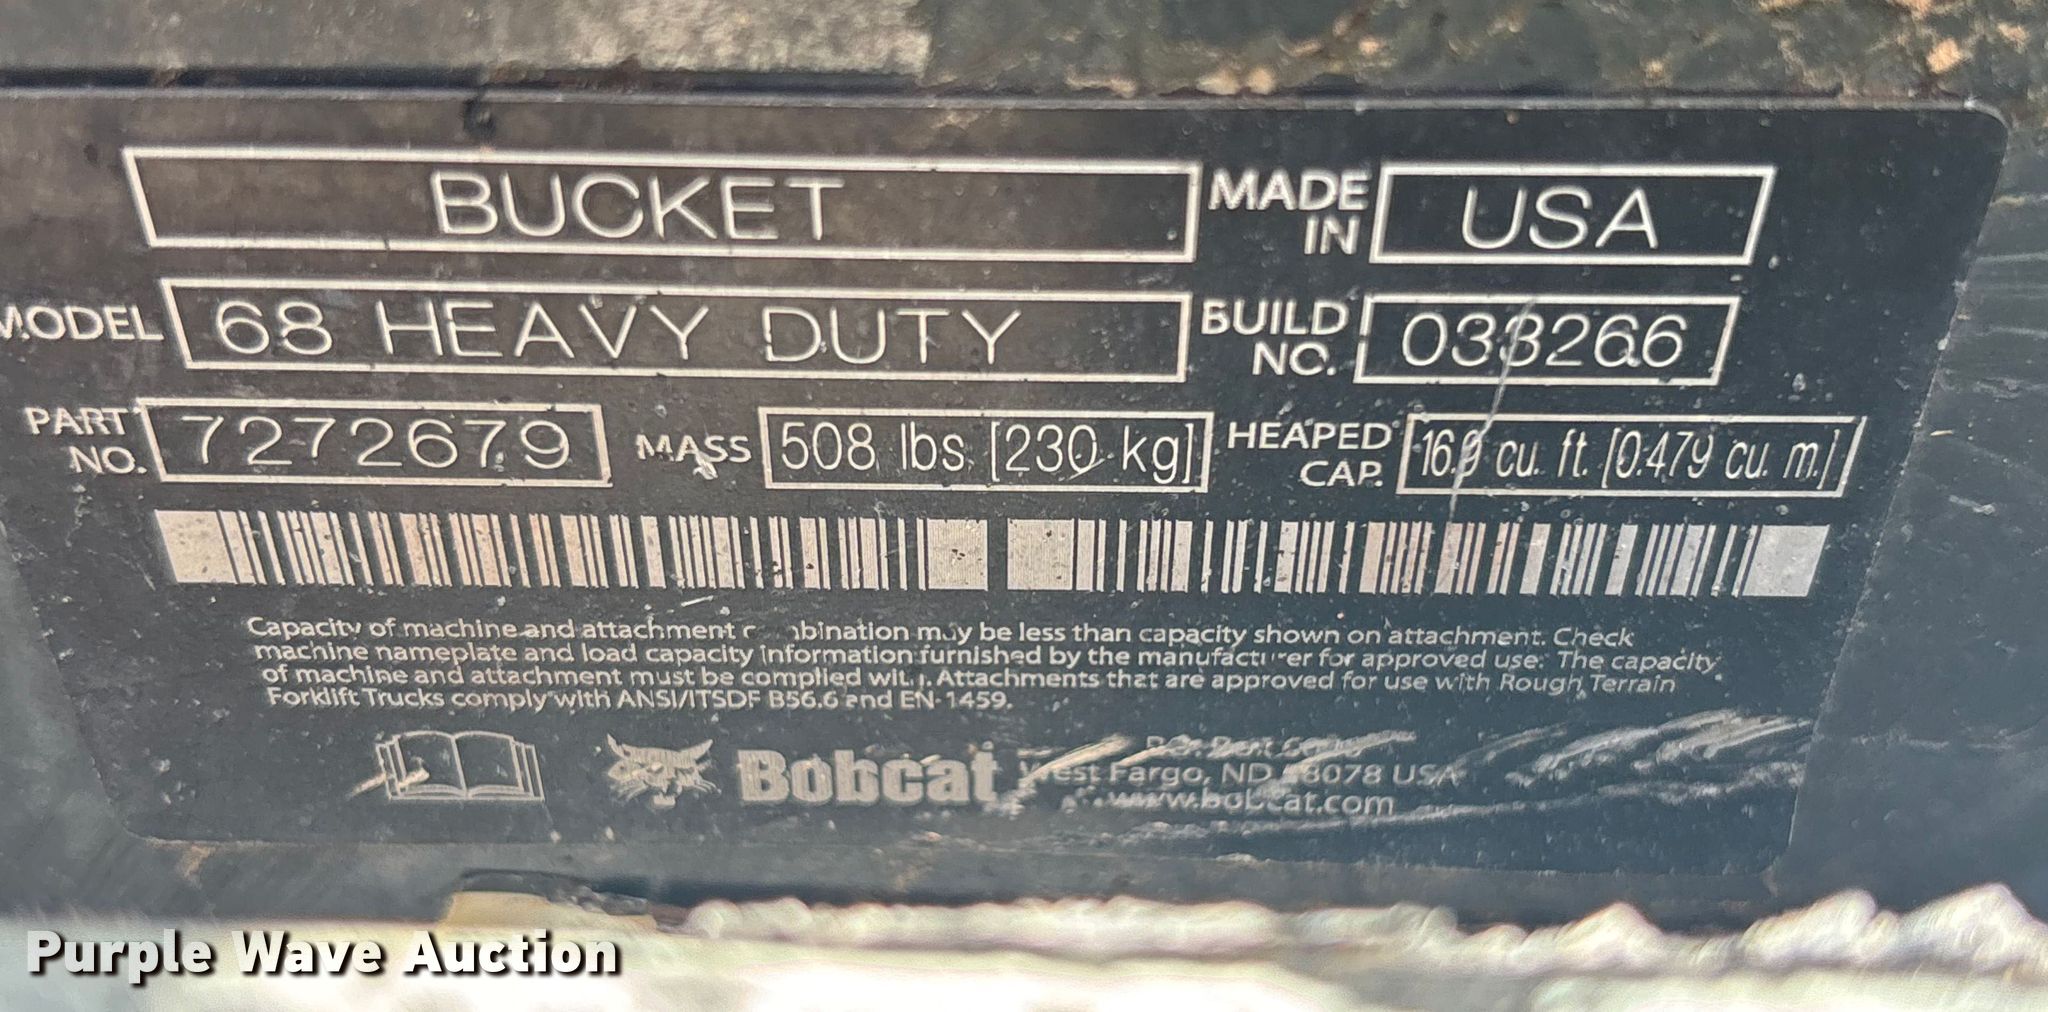 BUCKET
MADE IN USA
MODEL 68 HEAVY DUTY
BUILD NO. 033266
PART NO. 7272679
MASS 508 lbs [230 kg]
HEAPED CAP. 16.9 cu. ft. [0.479 cu. m.]
Capacity of machine and attachment combination may be less than capacity shown on attachment. Check
machine nameplate and load capacity information furnished by the manufacturer for approved use. The capacity
of machine and attachment must be complied with. Attachments that are approved for use with Rough Terrain
Forklift Trucks comply with ANSI/ITSDF B56.6 and EN 1459.
Bobcat
West Fargo, ND 58078 USA
www.bobcat.com
Purple Wave Auction